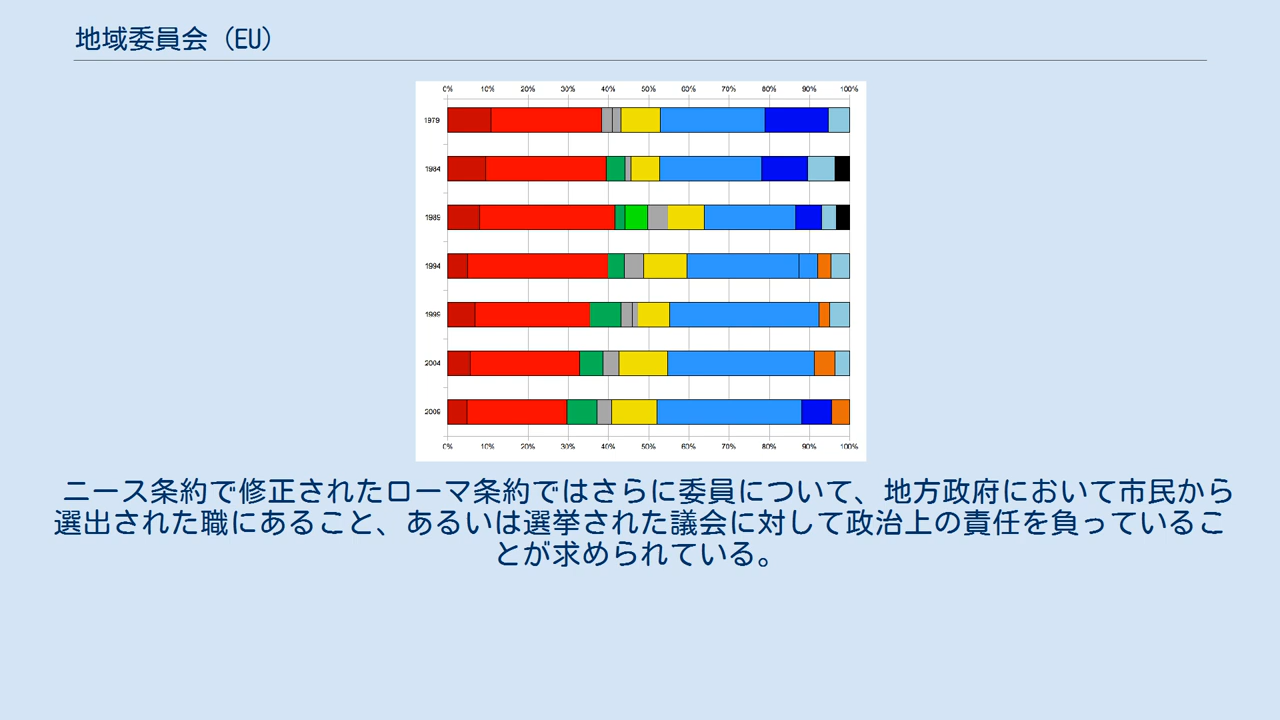 地域委員会（EU）
0% 10% 20% 30% 40% 50% 60% 70% 80% 90% 100%
1979
1984
1989
1994
1999
2004
2009
0% 10% 20% 30% 40% 50% 60% 70% 80% 90% 100%
ニース条約で修正されたローマ条約ではさらに委員について、地方政府において市民から
選出された職にあること、あるいは選挙された議会に対して政治上の責任を負っているこ
とが求められている。